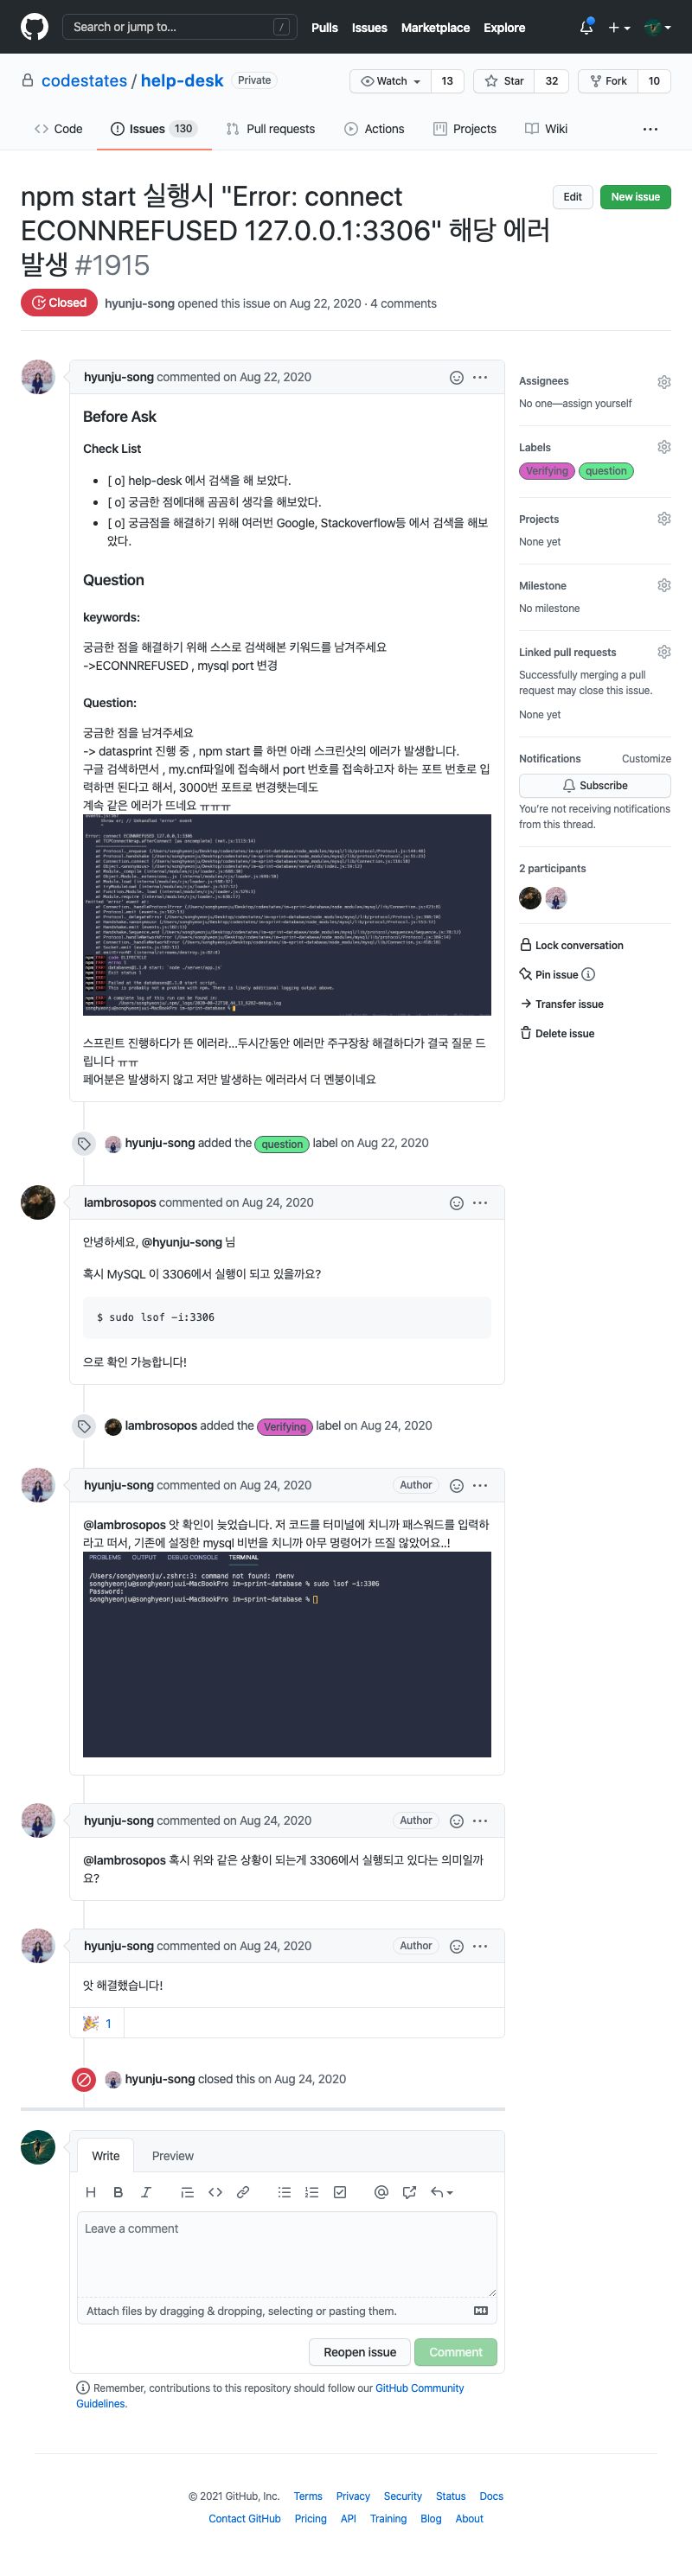 Search or jump to... /
Pulls Issues Marketplace Explore
codestates / help-desk Private
Watch 13 Star 32 Fork 10
Code Issues 130 Pull requests Actions Projects Wiki
npm start 실행시 "Error: connect
ECONNREFUSED 127.0.0.1:3306" 해당 에러
발생 #1915
Edit New issue
Closed hyunju-song opened this issue on Aug 22, 2020 · 4 comments
hyunju-song commented on Aug 22, 2020
Before Ask
Check List
[ o] help-desk 에서 검색을 해 보았다.
[ o] 궁금한 점에대해 곰곰히 생각을 해보았다.
[ o] 궁금점을 해결하기 위해 여러번 Google, Stackoverflow등 에서 검색을 해보
았다.
Question
keywords:
궁금한 점을 해결하기 위해 스스로 검색해본 키워드를 남겨주세요
->ECONNREFUSED , mysql port 변경
Question:
궁금한 점을 남겨주세요
-> datasprint 진행 중 , npm start 를 하면 아래 스크린샷의 에러가 발생합니다.
구글 검색하면서 , my.cnf파일에 접속해서 port 번호를 접속하고자 하는 포트 번호로 입
력하면 된다고 해서, 3000번 포트로 변경햇는데도
계속 같은 에러가 뜨네요 ㅠㅠㅠ
Error: connect ECONNREFUSED 127.0.0.1:3306
스프린트 진행하다가 뜬 에러라...두시간동안 에러만 주구장창 해결하다가 결국 질문 드
립니다 ㅠㅠ
페어분은 발생하지 않고 저만 발생하는 에러라서 더 멘붕이네요
Assignees
No one—assign yourself
Labels
Verifying question
Projects
None yet
Milestone
No milestone
Linked pull requests
Successfully merging a pull
request may close this issue.
None yet
Notifications Customize
Subscribe
You're not receiving notifications
from this thread.
2 participants
Lock conversation
Pin issue
Transfer issue
Delete issue
hyunju-song added the question label on Aug 22, 2020
lambrosopos commented on Aug 24, 2020
안녕하세요, @hyunju-song 님
혹시 MySQL 이 3306에서 실행이 되고 있을까요?
$ sudo lsof -i:3306
으로 확인 가능합니다!
lambrosopos added the Verifying label on Aug 24, 2020
hyunju-song commented on Aug 24, 2020 Author
@lambrosopos 앗 확인이 늦었습니다. 저 코드를 터미널에 치니까 패스워드를 입력하
라고 떠서, 기존에 설정한 mysql 비번을 치니까 아무 명령어가 뜨질 않았어요..!
PROBLEMS OUTPUT DEBUG CONSOLE TERMINAL
/Users/songhyeonju/.zshrc:3: command not found: rbenv
songhyeonju@songhyeonjuui-MacBookPro im-sprint-database % sudo lsof -i:3306
Password:
songhyeonju@songhyeonjuui-MacBookPro im-sprint-database %
hyunju-song commented on Aug 24, 2020 Author
@lambrosopos 혹시 위와 같은 상황이 되는게 3306에서 실행되고 있다는 의미일까
요?
hyunju-song commented on Aug 24, 2020 Author
앗 해결했습니다!
1
hyunju-song closed this on Aug 24, 2020
Write Preview
Leave a comment
Attach files by dragging & dropping, selecting or pasting them.
Reopen issue Comment
Remember, contributions to this repository should follow our GitHub Community
Guidelines.
© 2021 GitHub, Inc. Terms Privacy Security Status Docs
Contact GitHub Pricing API Training Blog About